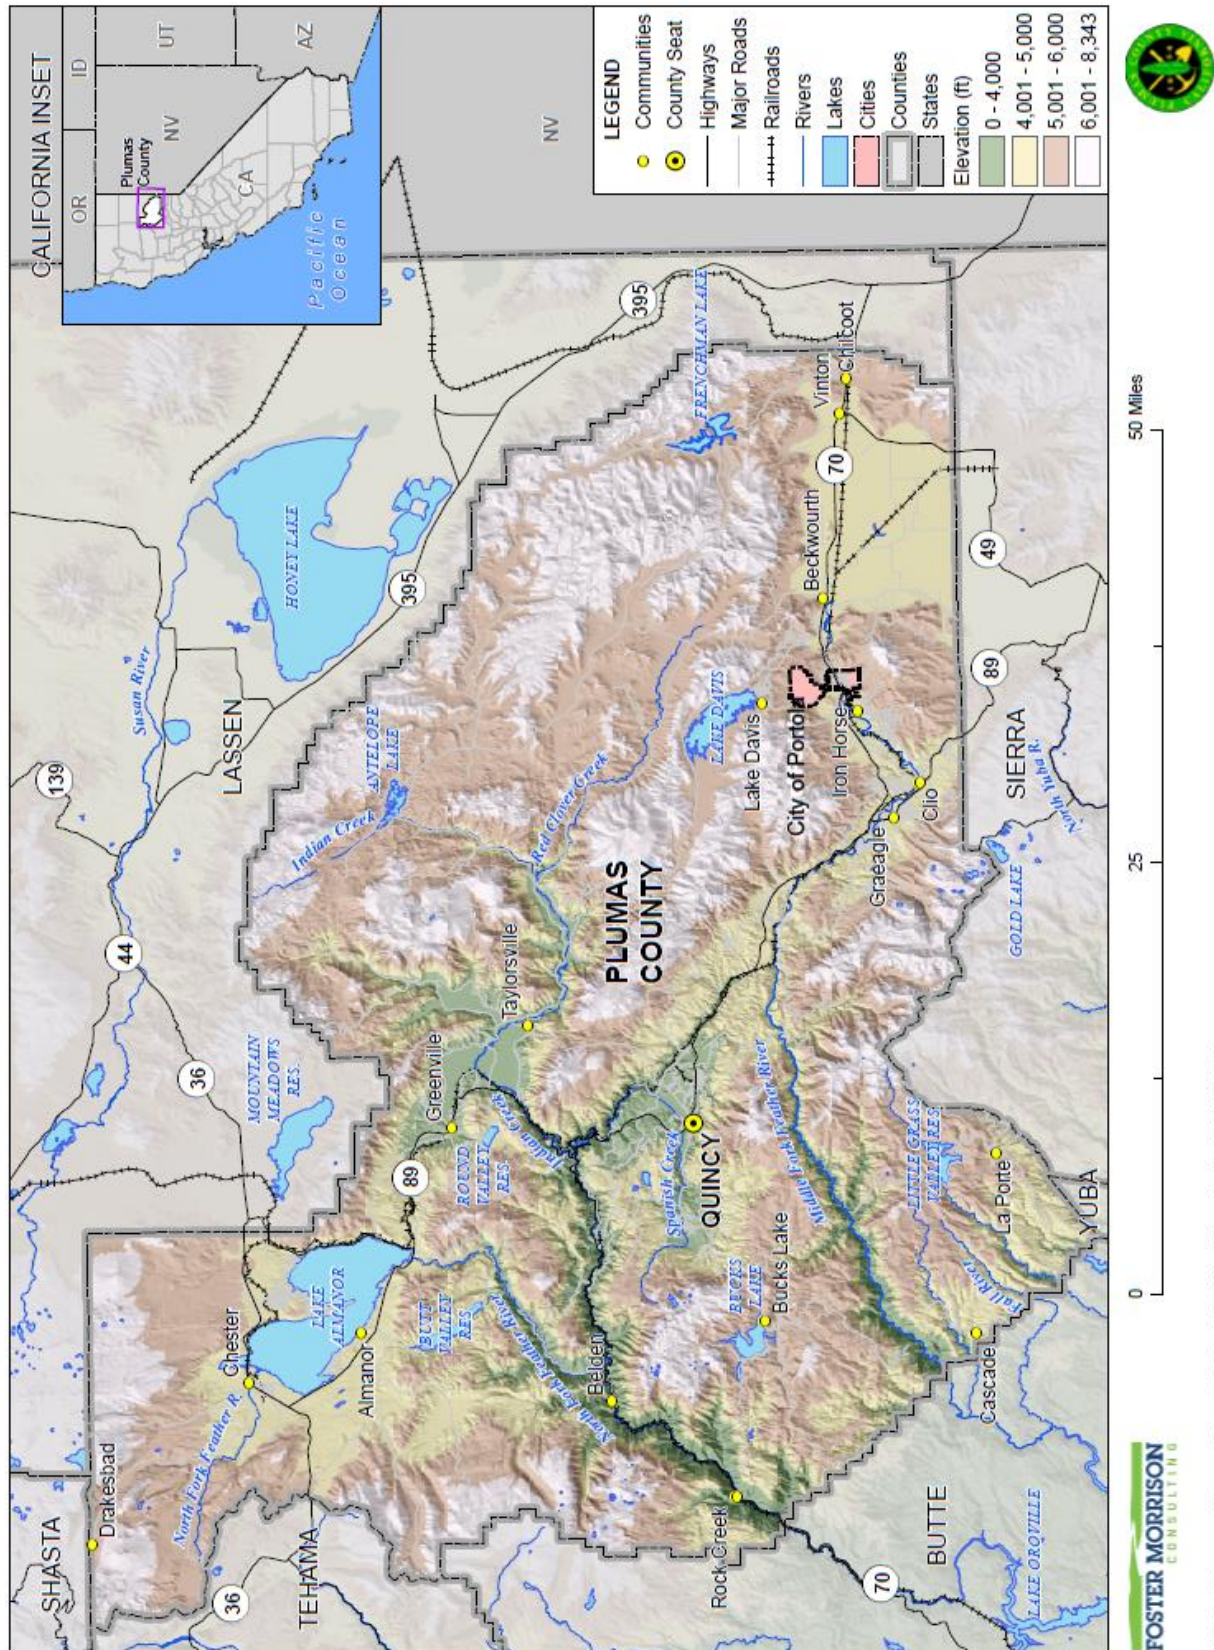 CALIFORNIA INSET
OR
ID
UT
NV
AZ
CA
Plumas
County
Pacific
Ocean
NV
LEGEND
Communities
County Seat
Highways
Major Roads
Railroads
Rivers
Lakes
Cities
Counties
States
Elevation (ft)
0 - 4,000
4,001 - 5,000
5,001 - 6,000
6,001 - 8,343
SHASTA
Drakesbad
North Fork Feather R.
36
TEHAMA
Chester
LAKE
ALMANOR
Almanor
BUTT
VALLEY
RES.
North Fork Feather River
Belden
Rock Creek
70
BUTTE
LAKE OROVILLE
36
MOUNTAIN
MEADOWS
RES.
89
ROUND
VALLEY
RES.
Greenville
Indian Creek
Taylorsville
44
139
Susan River
LASSEN
HONEY LAKE
395
395
ANTELOPE
LAKE
Indian Creek
Red Clover Creek
PLUMAS
COUNTY
Spanish Creek
QUINCY
BUCKS
LAKE
Bucks Lake
Middle Fork Feather River
LITTLE GRASS
VALLEY RES.
La Porte
Fall River
Cascade
YUBA
LAKE DAVIS
Lake Davis
City of Portola
Iron Horse
Clio
Graeagle
GOLD LAKE
SIERRA
North Yuba R.
89
49
Beckwourth
70
Vinton
Chilcoot
FRENCHMAN LAKE
0
25
50 Miles
FOSTER MORRISON
CONSULTING
PLUMAS COUNTY
CALIFORNIA